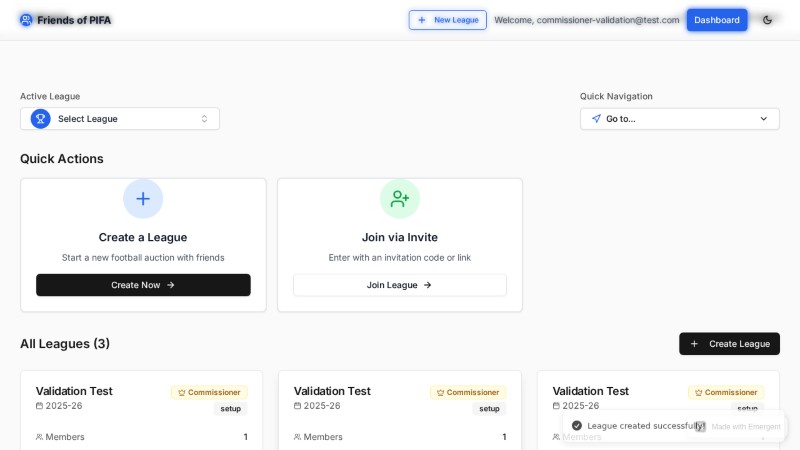 Friends of PIFA
New League
Welcome, commissioner-validation@test.com
Dashboard
Active League
Quick Navigation
Select League
Go to...
Quick Actions
Create a League
Join via Invite
Start a new football auction with friends
Enter with an invitation code or link
Create Now
Join League
All Leagues (3)
Create League
Validation Test
Commissioner
2025-26
setup
Members
1
Validation Test
Commissioner
2025-26
setup
Members
1
Validation Test
Commissioner
2025-26
setup
Members
League created successfully!
Made with Emergent